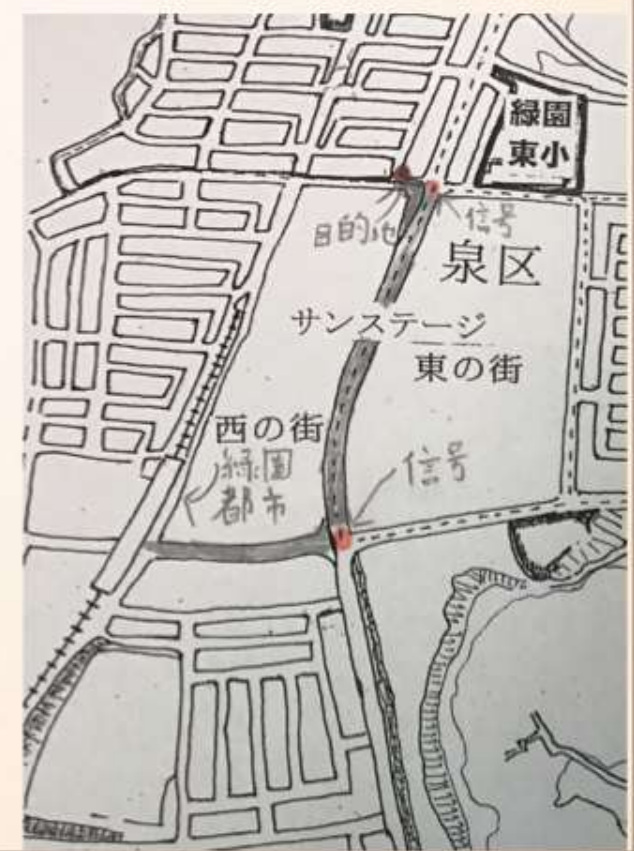 緑園
東小
目的地
信号
泉区
サンステージ
東の街
西の街
緑園
都市
信号